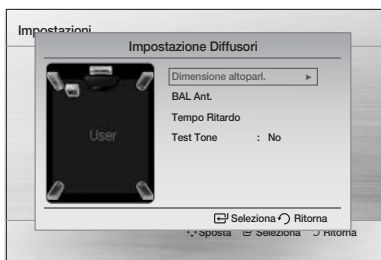 Impostazioni
Impostazione Diffusori
Dimensione altoparl. ►
BAL Ant.
Tempo Ritardo
Test Tone : No
User
Seleziona Ritorna
Sposta Seleziona Ritorna